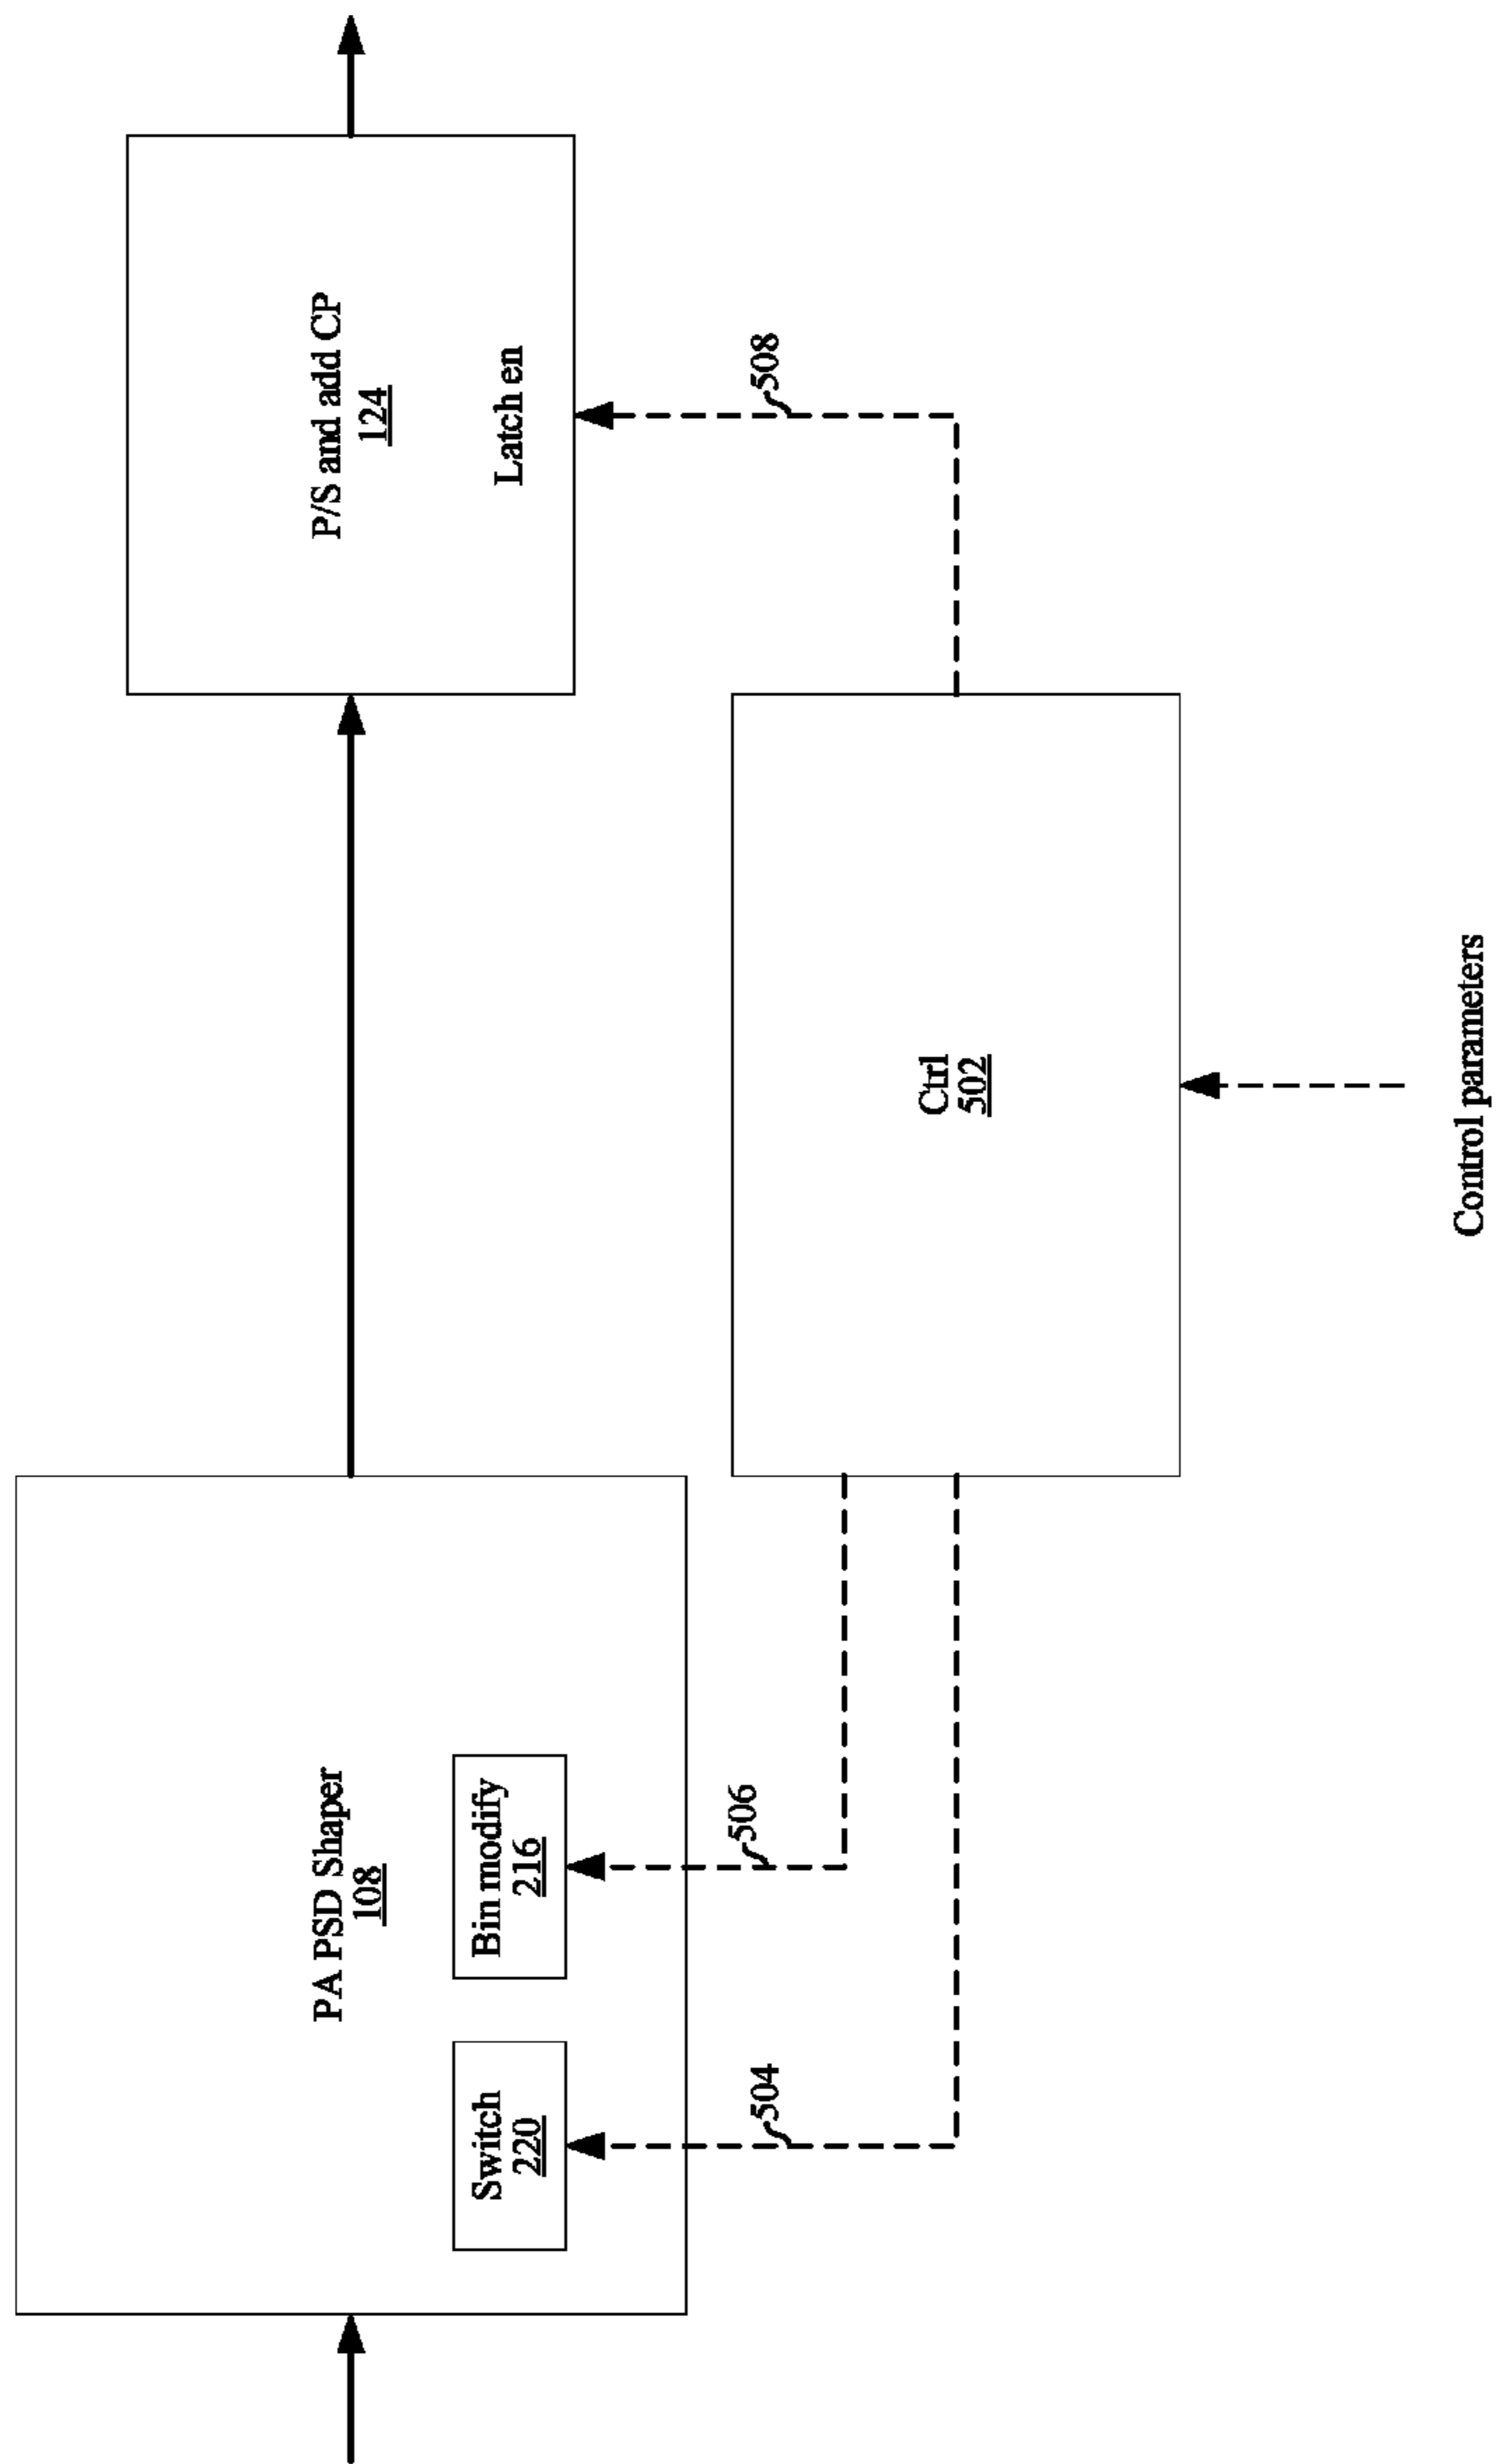 PA PSD Shaper
108
Switch
220
Bin modify
216
P/S and add CP
124
Latch en
504
506
508
Ctrl
502
Control parameters